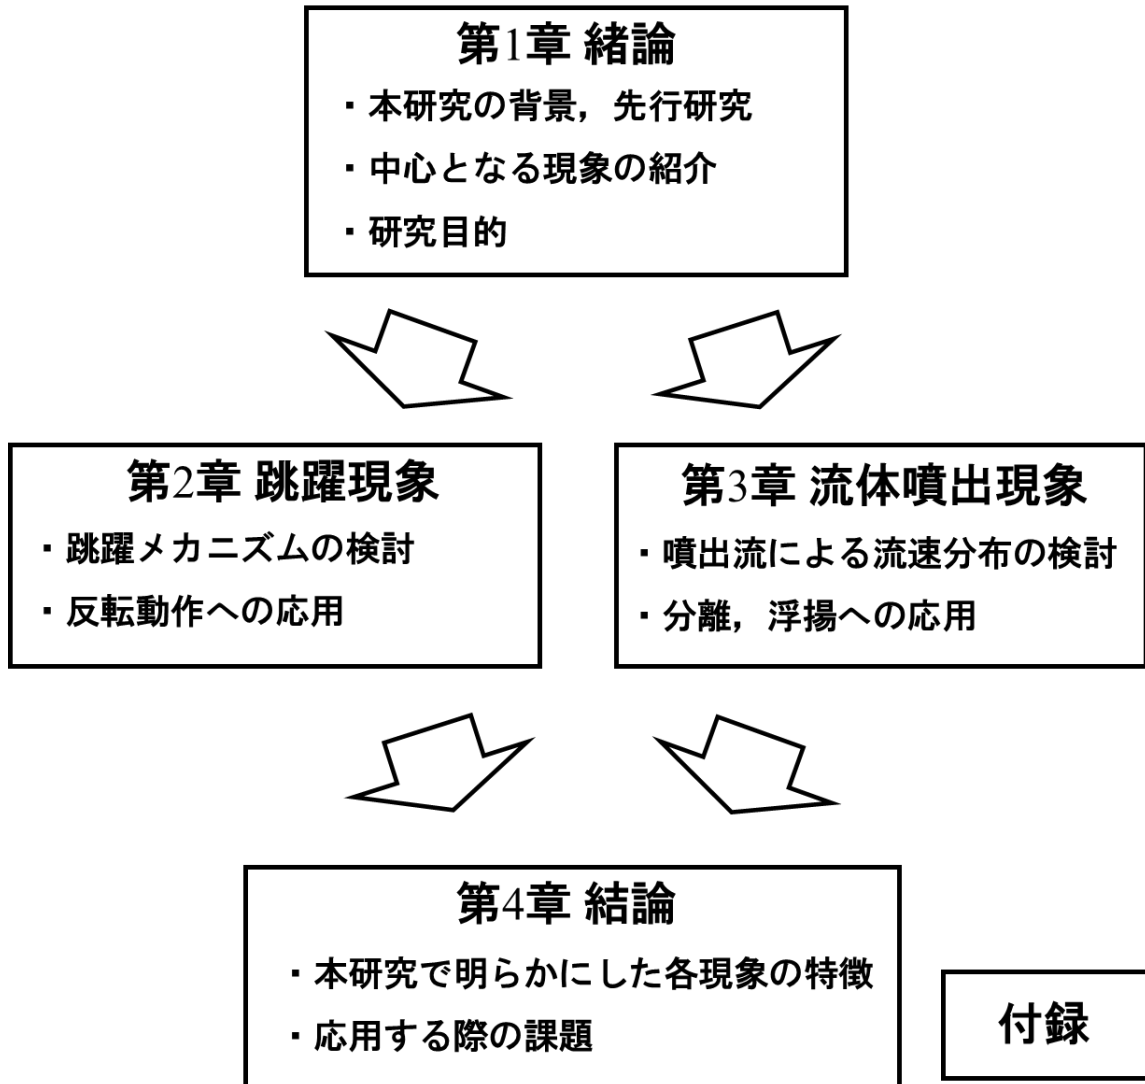 第1章 緒論
・本研究の背景，先行研究
・中心となる現象の紹介
・研究目的
第2章 跳躍現象
・跳躍メカニズムの検討
・反転動作への応用
第3章 流体噴出現象
・噴出流による流速分布の検討
・分離，浮揚への応用
第4章 結論
・本研究で明らかにした各現象の特徴
・応用する際の課題
付録